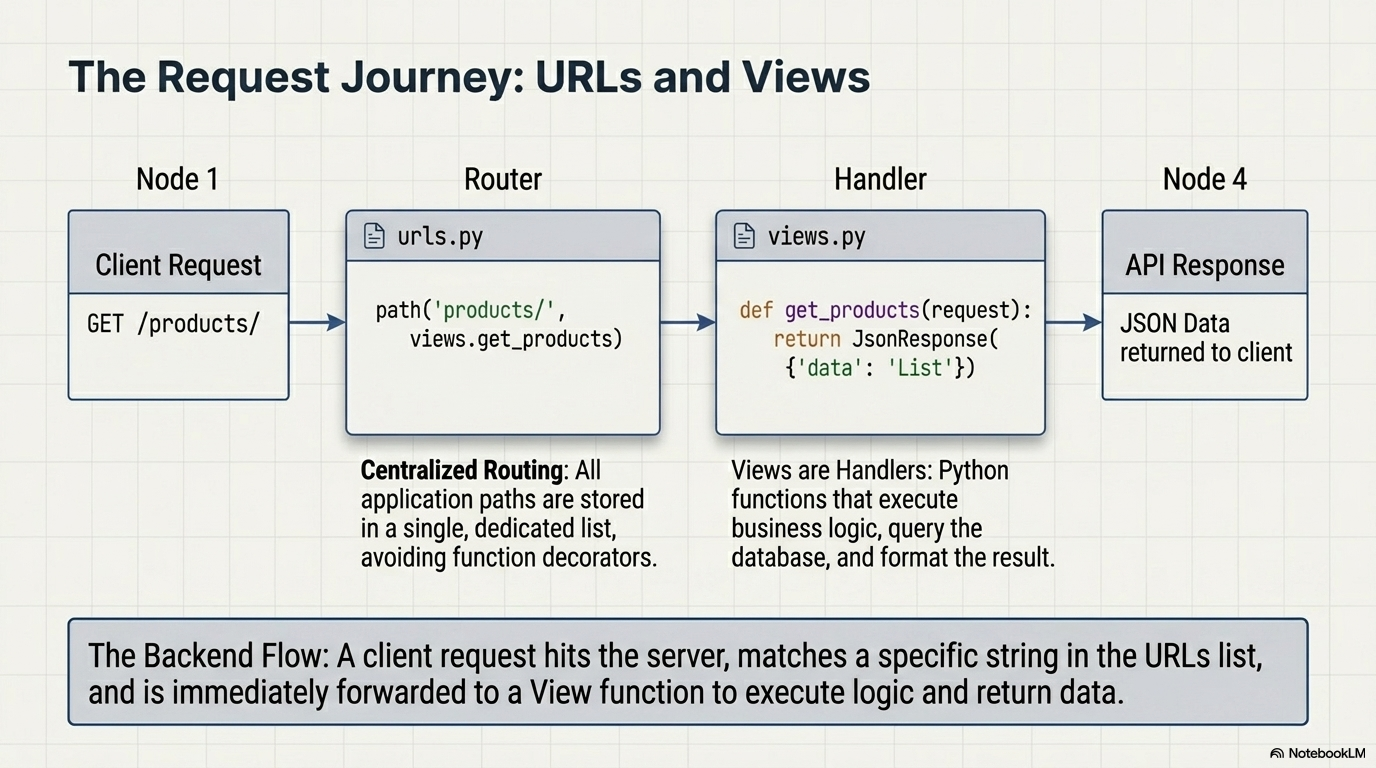 The Request Journey: URLs and Views
Node 1
Client Request
GET /products/
Router
urls.py
path('products/',
views.get_products)
Centralized Routing: All
application paths are stored
in a single, dedicated list,
avoiding function decorators.
Handler
views.py
def get_products(request):
return JsonResponse(
{'data': 'List'})
Views are Handlers: Python
functions that execute
business logic, query the
database, and format the result.
Node 4
API Response
JSON Data
returned to client
The Backend Flow: A client request hits the server, matches a specific string in the URLs list,
and is immediately forwarded to a View function to execute logic and return data.
NotebookLM